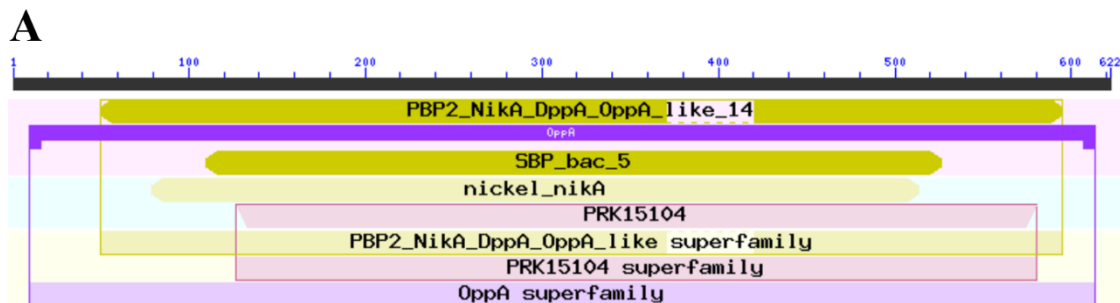 A
1 100 200 300 400 500 600 622
PBP2_NikA_DppA_OppA_like_14
OppA
SBP_bac_5
nickel_nikA
PRK15104
PBP2_NikA_DppA_OppA_like superfamily
PRK15104 superfamily
OppA superfamily